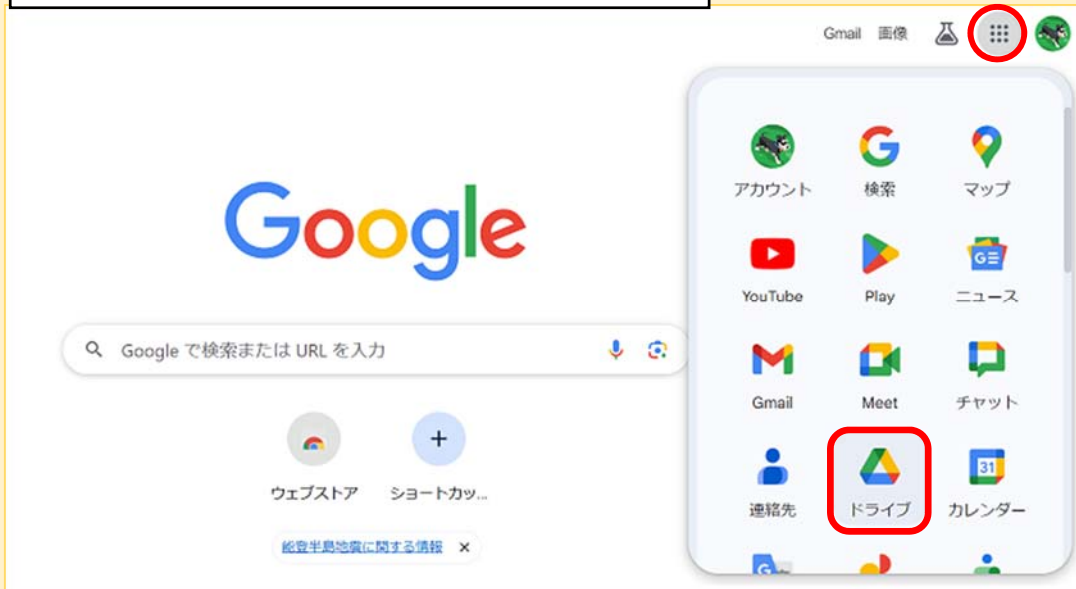 Gmail 画像
アカウント 検索 マップ
Google
YouTube Play ニュース
Google で検索または URL を入力
Gmail Meet チャット
31
ウェブストア ショートカッ...
連絡先 ドライブ カレンダー
能登半島地震に関する情報 ×